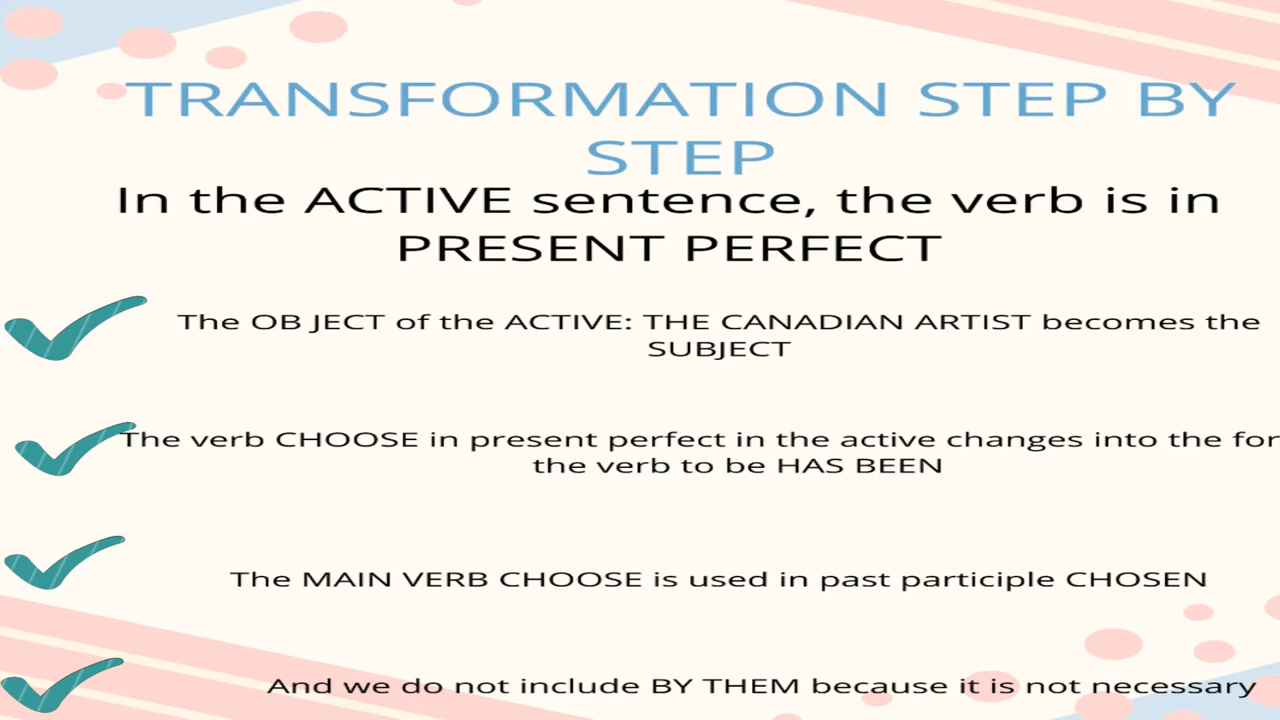 TRANSFORMATION STEP BY
STEP
In the ACTIVE sentence, the verb is in
PRESENT PERFECT
The OB JECT of the ACTIVE: THE CANADIAN ARTIST becomes the
SUBJECT
The verb CHOOSE in present perfect in the active changes into the
the verb to be HAS BEEN
The MAIN VERB CHOOSE is used in past participle CHOSEN
And we do not include BY THEM because it is not necessary